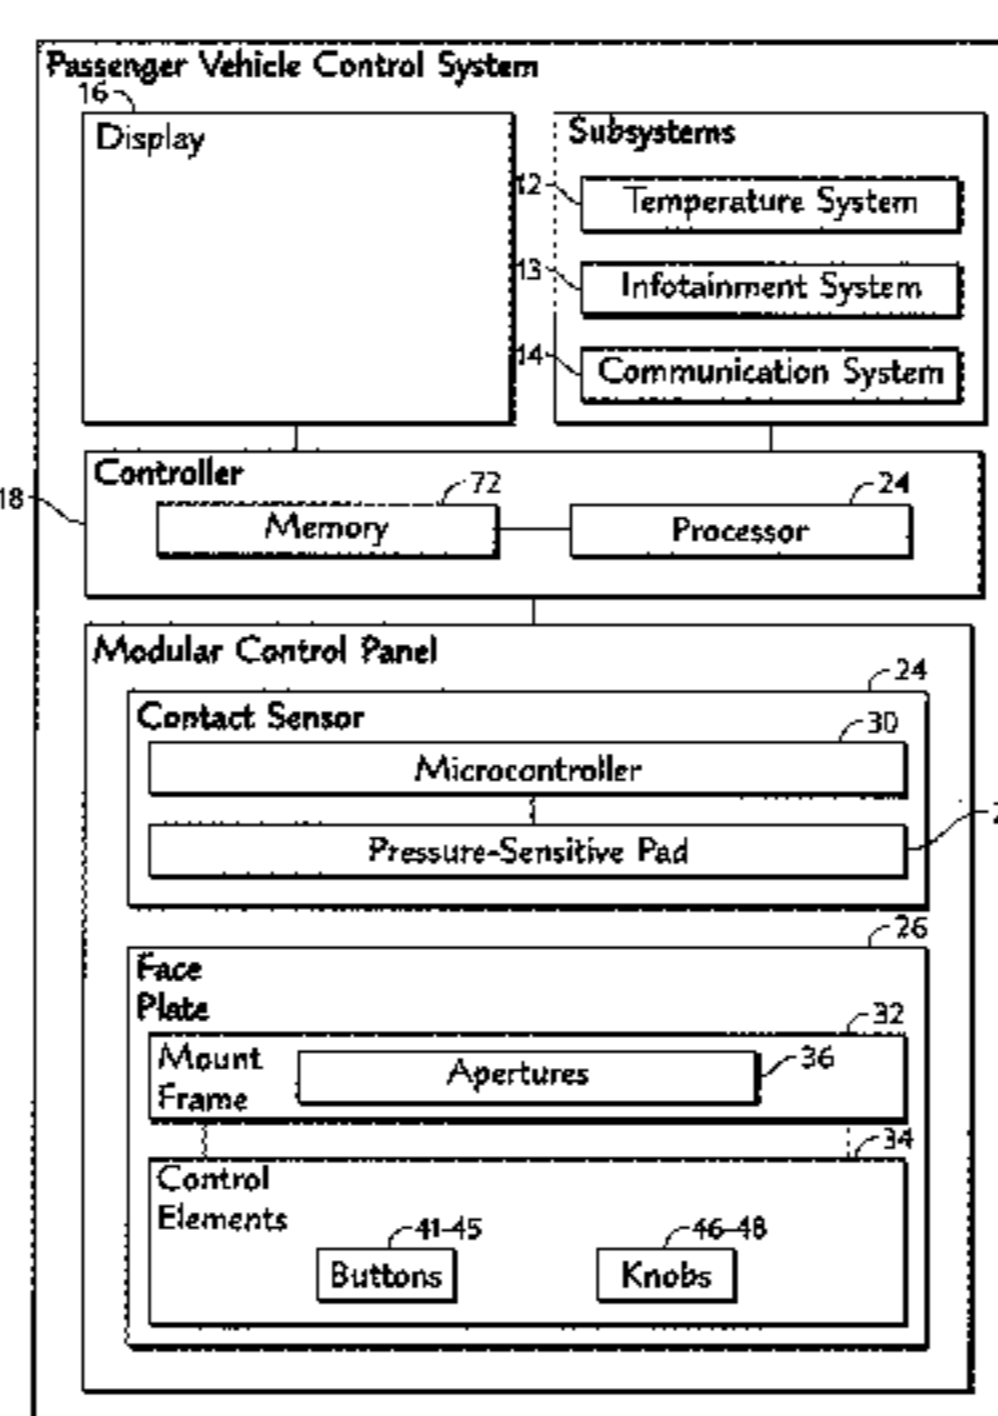 Passenger Vehicle Control System
16
Display
Subsystems
12
Temperature System
13
Infotainment System
14
Communication System
Controller
72
24
18
Memory
Processor
Modular Control Panel
24
Contact Sensor
30
Microcontroller
Pressure-Sensitive Pad
26
Face
Plate
32
Mount
Frame
Apertures
36
34
Control
Elements
41-45
46-48
Buttons
Knobs